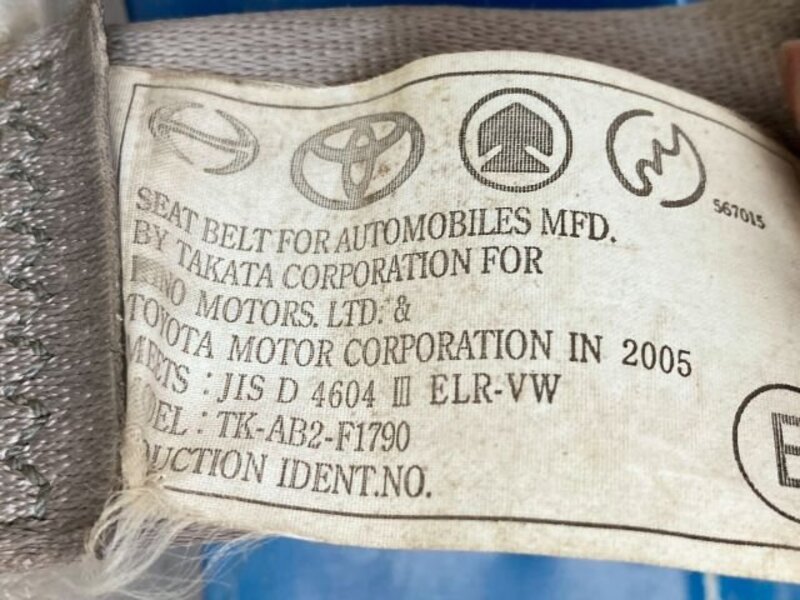 567015
SEAT BELT FOR AUTOMOBILES MFD.
BY TAKATA CORPORATION FOR
MOTORS. LTD. &
TOYOTA MOTOR CORPORATION IN 2005
MEETS : JIS D 4604 III ELR-VW
: TK-AB2-F1790
IDENT.NO.
E